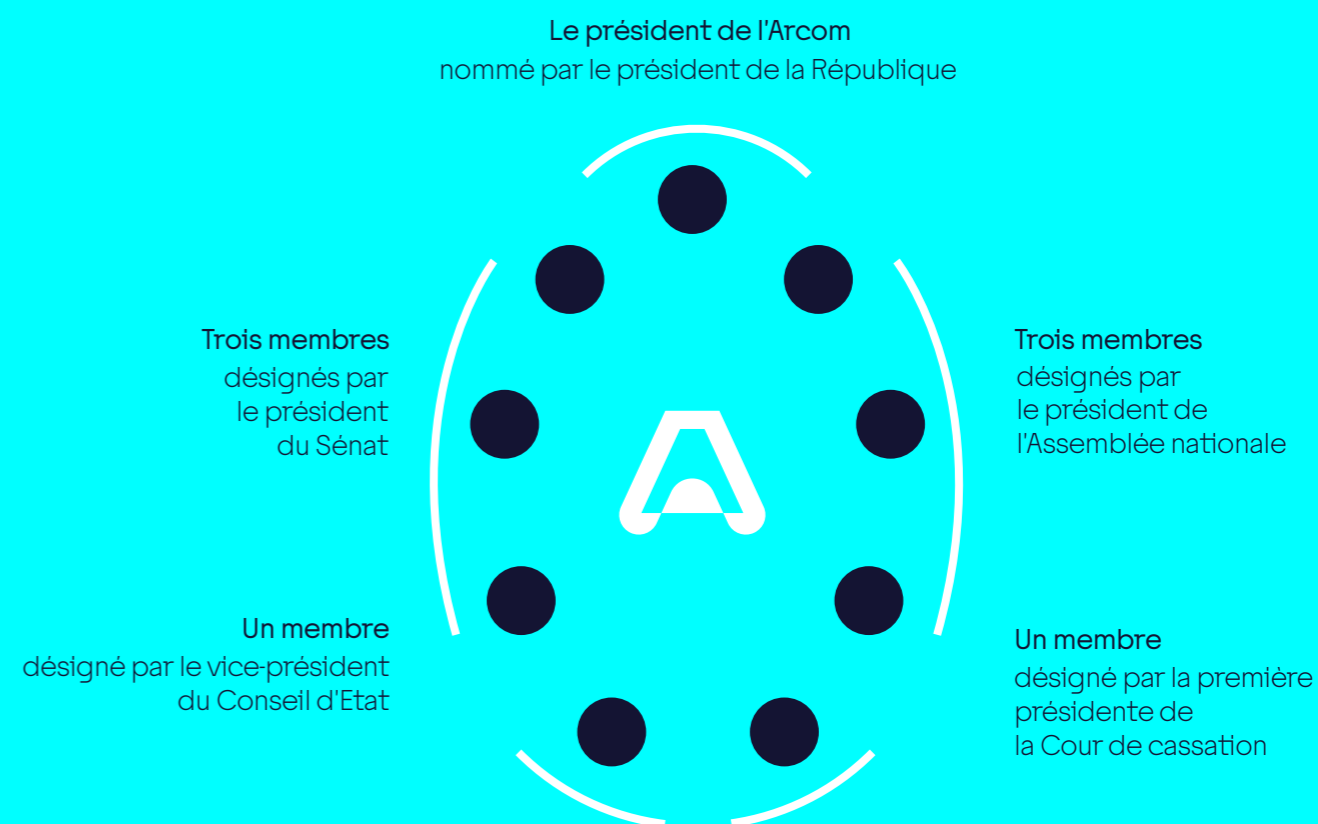 Le président de l'Arcom
nommé par le président de la République
Trois membres
désignés par
le président
du Sénat
Trois membres
désignés par
le président de
l'Assemblée nationale
Un membre
désigné par le vice-président
du Conseil d'Etat
Un membre
désigné par la première
présidente de
la Cour de cassation